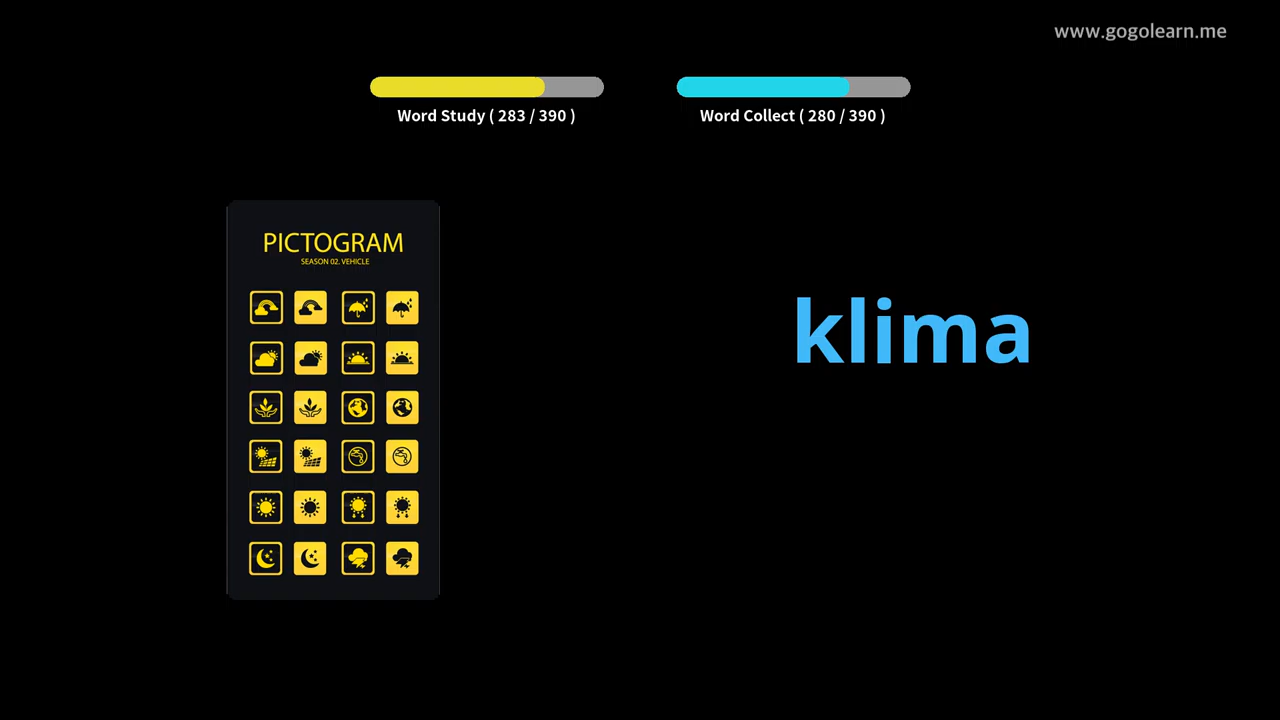 www.gogolearn.me
Word Study ( 283 / 390 )
Word Collect ( 280 / 390 )
PICTOGRAM
SEASON 02. VEHICLE
klima